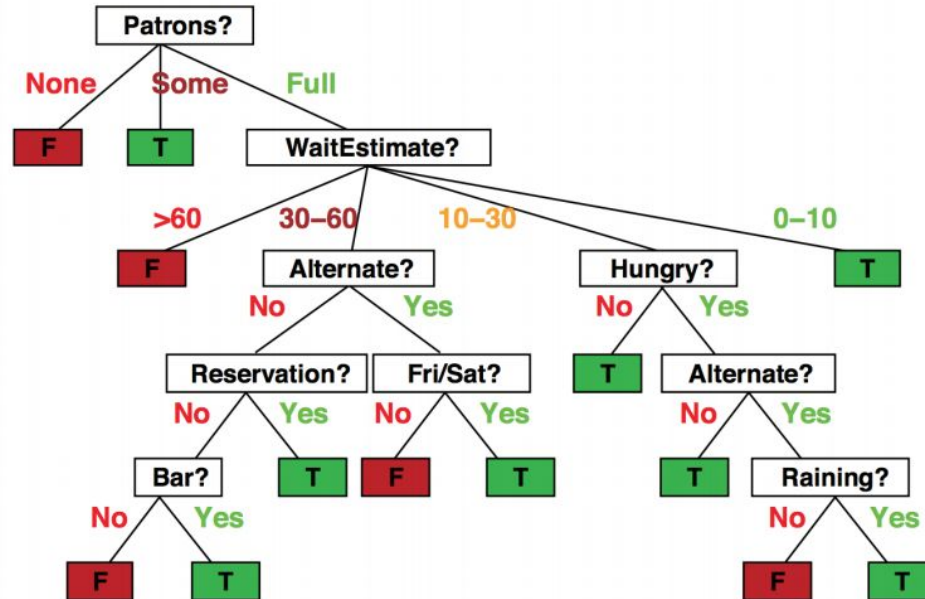 Patrons?
None Some Full
F T WaitEstimate?
>60 30–60 10–30 0–10
F Alternate? Hungry? T
No Yes No Yes
Reservation? Fri/Sat? T Alternate?
No Yes No Yes No Yes
Bar? T F T T Raining?
No Yes No Yes
F T F T